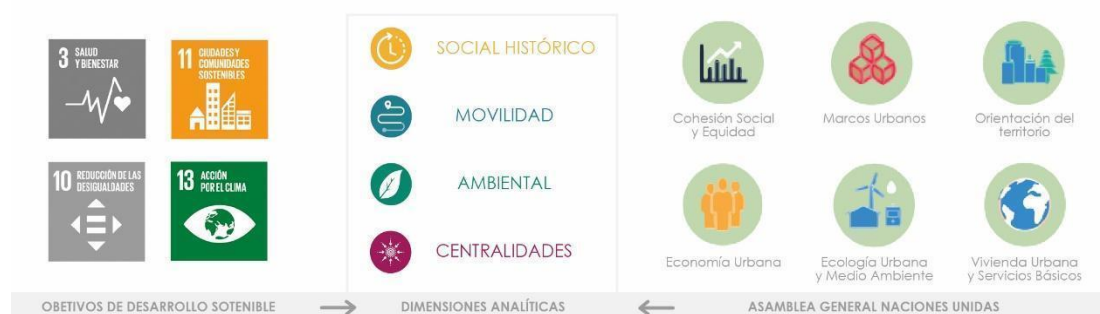 3 SALUD
Y BIENESTAR
11 CIUDADES Y
COMUNIDADES
SOSTENIBLES
10 REDUCCIÓN DE LAS
DESIGUALDADES
13 ACCIÓN
POR EL CLIMA
SOCIAL HISTÓRICO
MOVILIDAD
AMBIENTAL
CENTRALIDADES
Cohesión Social
y Equidad
Marcos Urbanos
Orientación del
territorio
Economía Urbana
Ecología Urbana
y Medio Ambiente
Vivienda Urbana
y Servicios Básicos
OBETIVOS DE DESARROLLO SOTENIBLE
DIMENSIONES ANALÍTICAS
ASAMBLEA GENERAL NACIONES UNIDAS